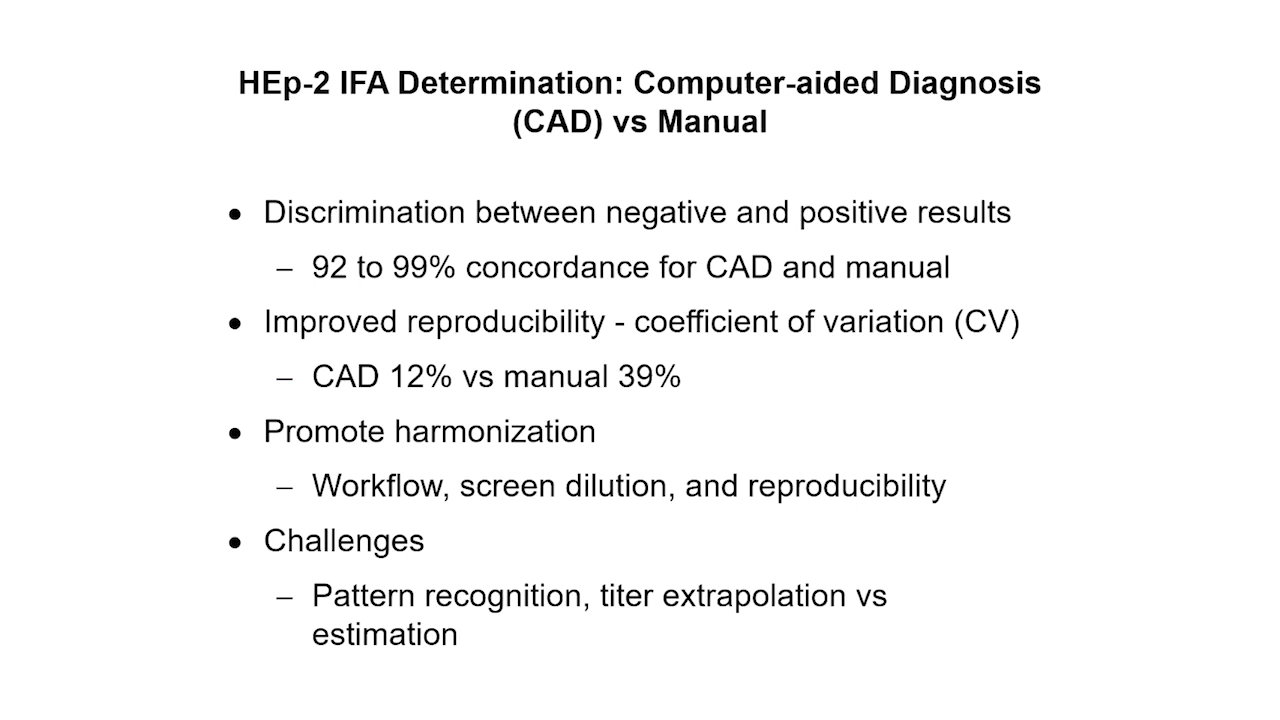 HEp-2 IFA Determination: Computer-aided Diagnosis
(CAD) vs Manual
• Discrimination between negative and positive results
– 92 to 99% concordance for CAD and manual
• Improved reproducibility - coefficient of variation (CV)
– CAD 12% vs manual 39%
• Promote harmonization
– Workflow, screen dilution, and reproducibility
• Challenges
– Pattern recognition, titer extrapolation vs
estimation